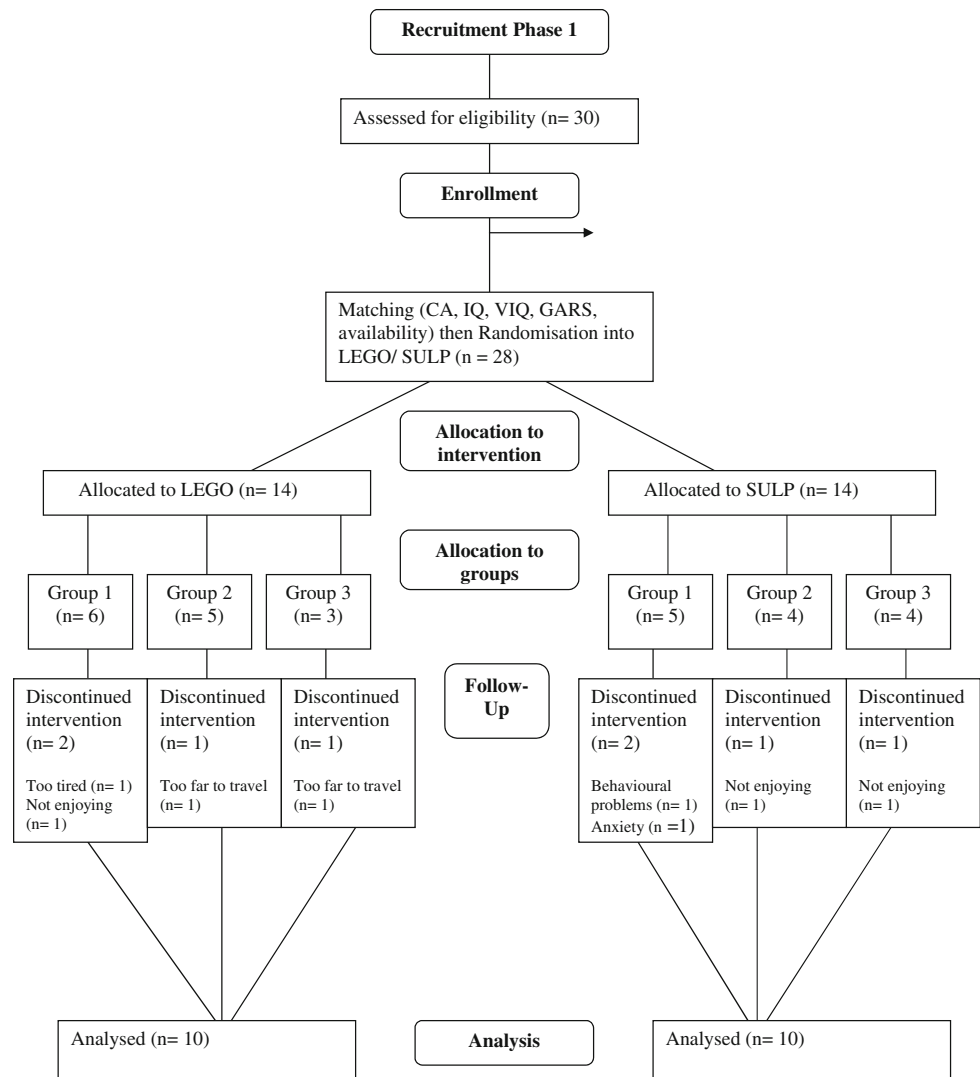 Recruitment Phase 1
Assessed for eligibility (n= 30)
Enrollment
Matching (CA, IQ, VIQ, GARS,
availability) then Randomisation into
LEGO/ SULP (n = 28)
Allocation to
intervention
Allocated to LEGO (n= 14)
Allocated to SULP (n= 14)
Allocation to
groups
Group 1
(n= 6)
Group 2
(n= 5)
Group 3
(n= 3)
Group 1
(n= 5)
Group 2
(n= 4)
Group 3
(n= 4)
Follow-
Up
Discontinued
intervention
(n= 2)
Too tired (n= 1)
Not enjoying
(n= 1)
Discontinued
intervention
(n= 1)
Too far to travel
(n= 1)
Discontinued
intervention
(n= 1)
Too far to travel
(n= 1)
Discontinued
intervention
(n= 2)
Behavioural
problems (n= 1)
Anxiety (n =1)
Discontinued
intervention
(n= 1)
Not enjoying
(n= 1)
Discontinued
intervention
(n= 1)
Not enjoying
(n= 1)
Analysed (n= 10)
Analysis
Analysed (n= 10)